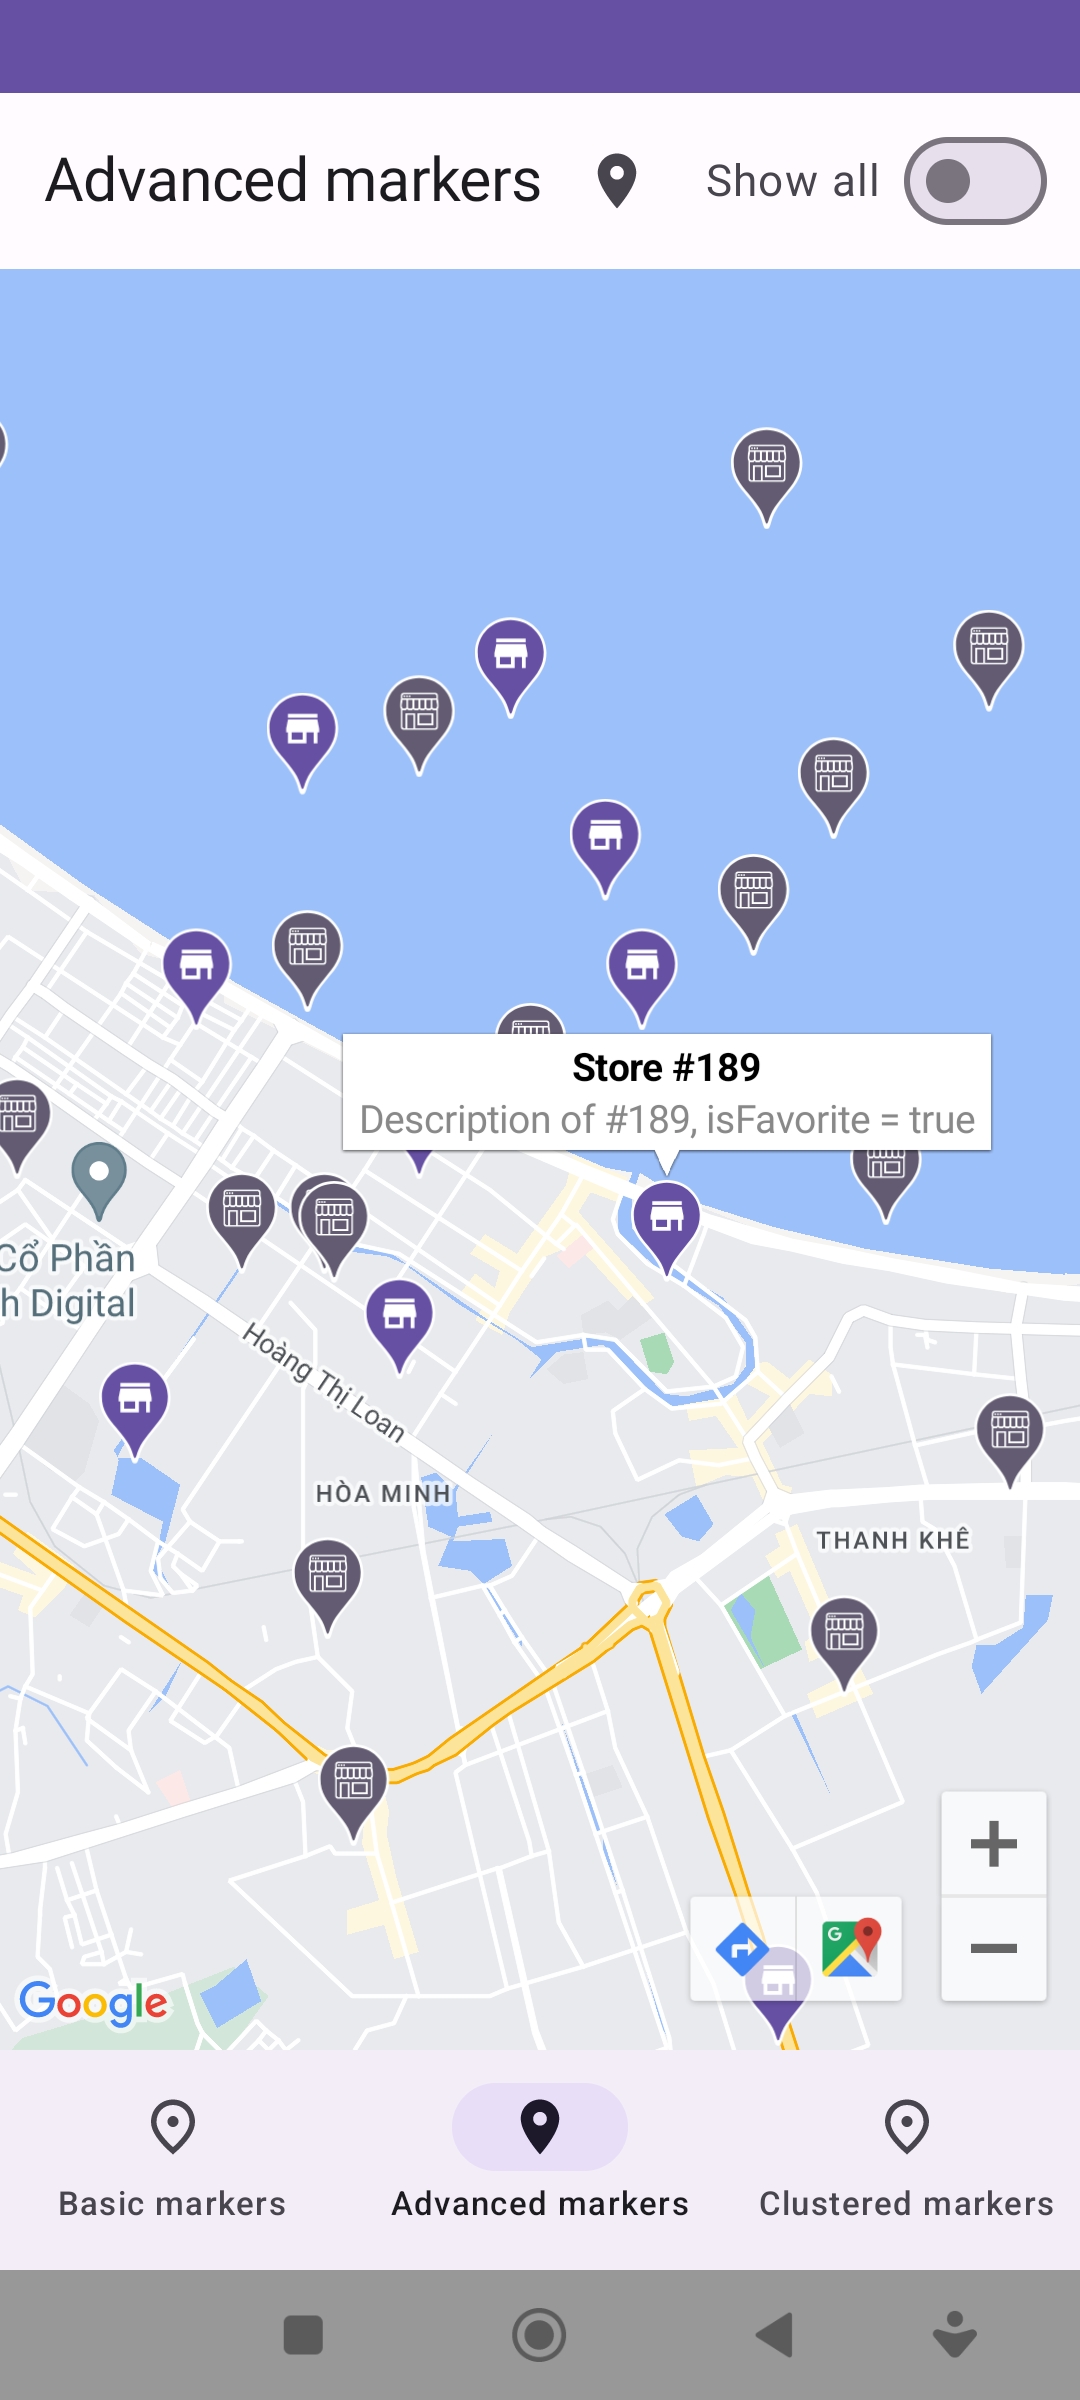 Advanced markers
Show all
Store #189
Description of #189, isFavorite = true
Cổ Phần
h Digital
Hoàng Thị Loan
HÒA MINH
THANH KHÊ
G
Google
Basic markers
Advanced markers
Clustered markers